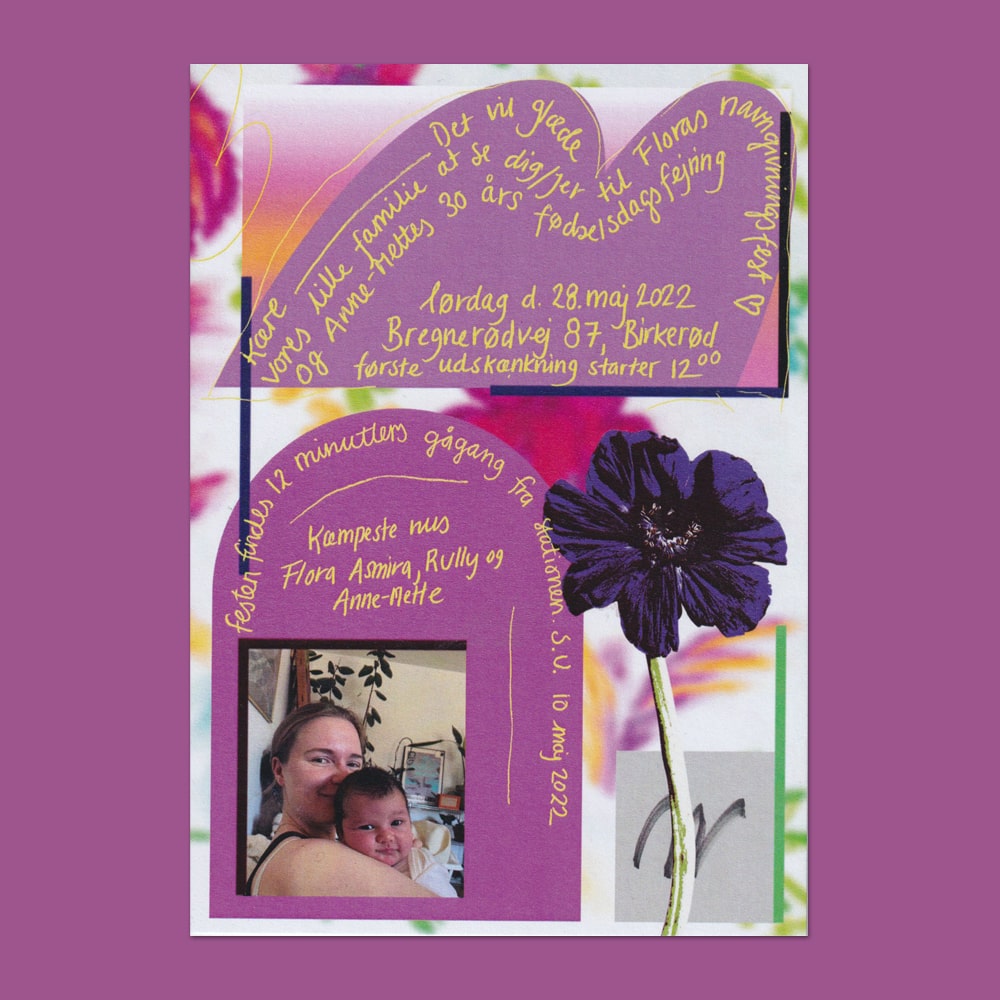 Kære Det vil glæde
vores lille familie at se dig/jer til Floras navngivningsfest ♡
og Anne-Mettes 30 års fødselsdagsfejring
lørdag d. 28. maj 2022
Bregnerødvej 87, Birkerød
første udskænkning starter 12⁰⁰
festen findes 12 minutters gågang fra stationen. S.U. 10 maj 2022
Kæmpeste nus
Flora Asmira, Rully og
Anne-Mette